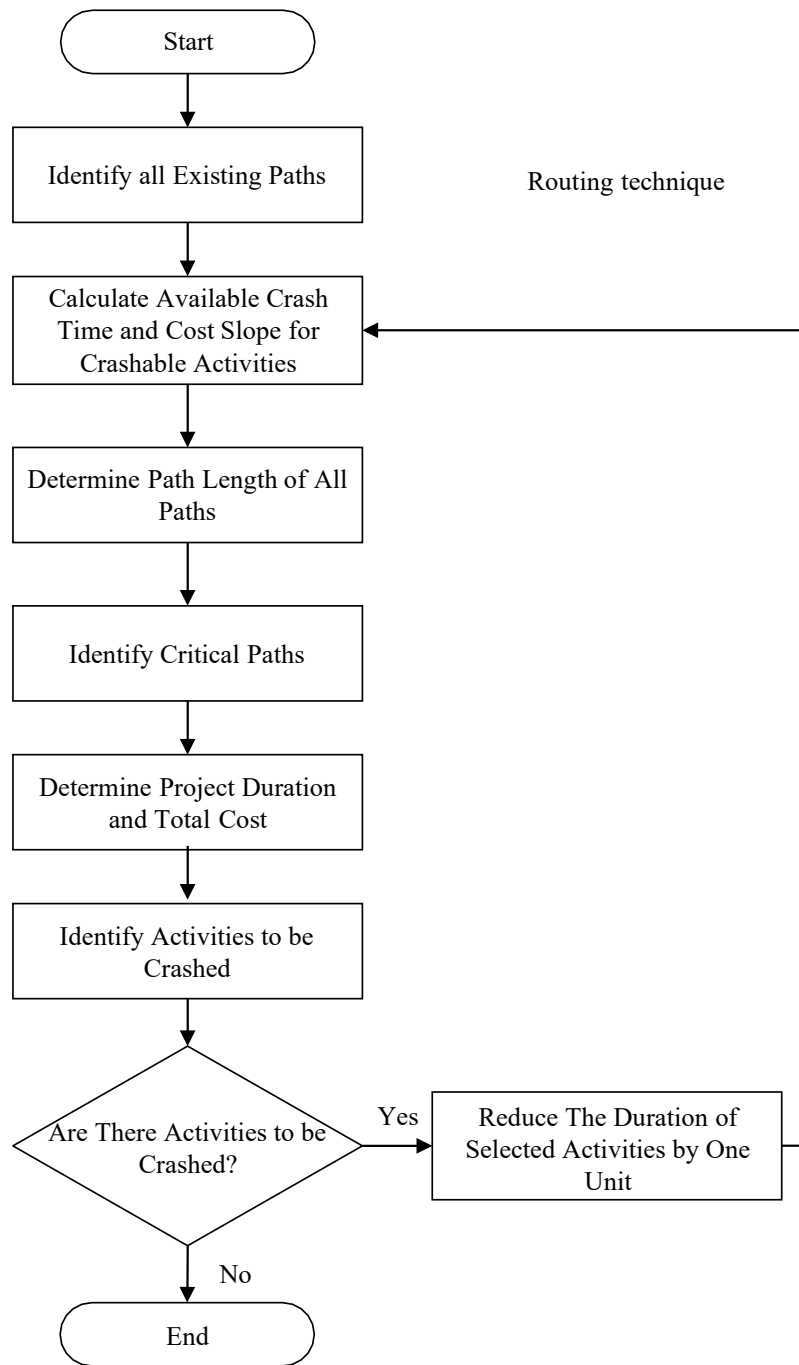 Start
Identify all Existing Paths
Routing technique
Calculate Available Crash
Time and Cost Slope for
Crashable Activities
Determine Path Length of All
Paths
Identify Critical Paths
Determine Project Duration
and Total Cost
Identify Activities to be
Crashed
Are There Activities to be
Crashed?
Yes
Reduce The Duration of
Selected Activities by One
Unit
No
End